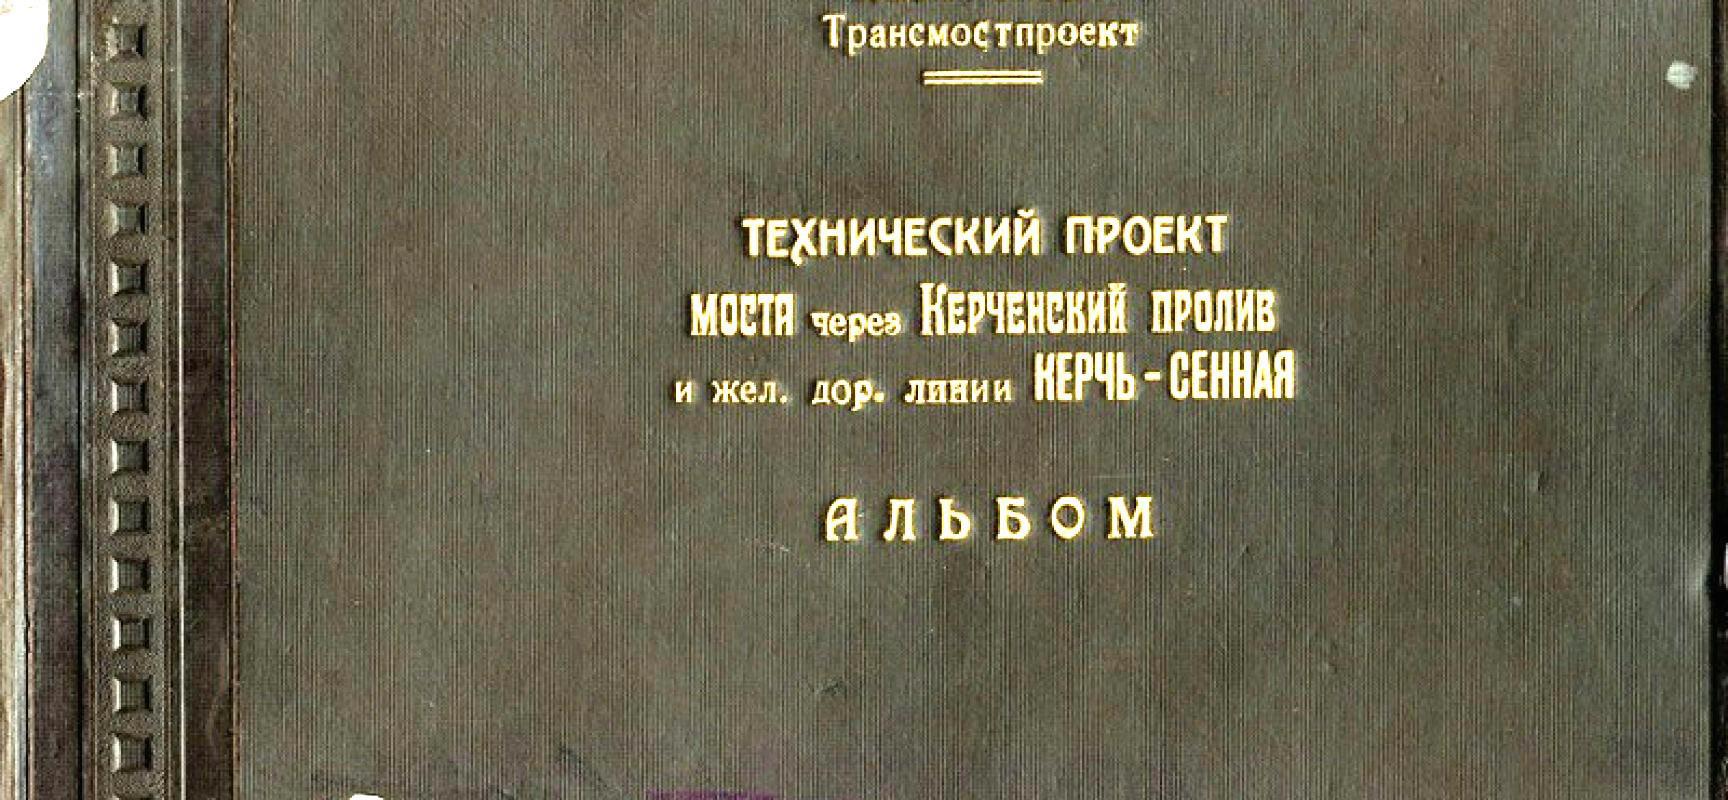 Трансмостпроект
ТЕХНИЧЕСКИЙ ПРОЕКТ
МОСТА через КЕРЧЕНСКИЙ ПРОЛИВ
и жел. дор. линии КЕРЧЬ-СЕННАЯ
АЛЬБОМ